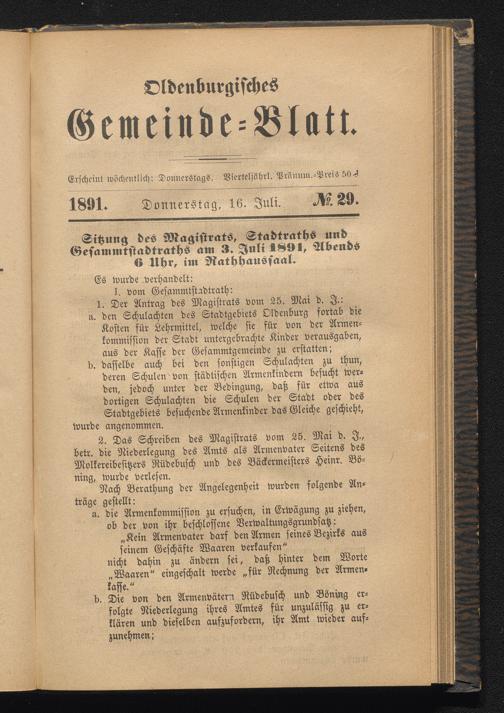 Oldenburgisches
Gemeinde-Blatt.
Erscheint wöchentlich: Donnerstags. Vierteljährl. Pränum.-Preis 50 ₰
1891. Donnerstag, 16. Juli. № 29.
Sitzung des Magistrats, Stadtraths und
Gesammtstadtraths am 3. Juli 1891, Abends
6 Uhr, im Rathhaussaal.
Es wurde verhandelt:
I. vom Gesammtstadtrath:
1. Der Antrag des Magistrats vom 25. Mai d. J.:
a. den Schulachten des Stadtgebiets Oldenburg fortab die
Kosten für Lehrmittel, welche sie für von der Armen-
kommission der Stadt untergebrachte Kinder verausgaben,
aus der Kasse der Gesammtgemeinde zu erstatten;
b. dasselbe auch bei den sonstigen Schulachten zu thun,
deren Schulen von städtischen Armenkindern besucht wer-
den, jedoch unter der Bedingung, daß für etwa aus
dortigen Schulachten die Schulen der Stadt oder des
Stadtgebiets besuchende Armenkinder das Gleiche geschieht,
wurde angenommen.
2. Das Schreiben des Magistrats vom 25. Mai d. J.,
betr. die Niederlegung des Amts als Armenvater Seitens des
Molkereibesitzers Rüdebusch und des Bäckermeisters Heinr. Bö-
ning, wurde verlesen.
Nach Berathung der Angelegenheit wurden folgende An-
träge gestellt:
a. die Armenkommission zu ersuchen, in Erwägung zu ziehen,
ob der von ihr beschlossene Verwaltungsgrundsatz:
„Kein Armenvater darf den Armen seines Bezirks aus
seinem Geschäfte Waaren verkaufen“
nicht dahin zu ändern sei, daß hinter dem Worte
„Waaren“ eingeschalt werde „für Rechnung der Armen-
kasse.“
b. Die von den Armenvätern Rüdebusch und Böning er-
folgte Niederlegung ihres Amtes für unzulässig zu er-
klären und dieselben aufzufordern, ihr Amt wieder auf-
zunehmen;